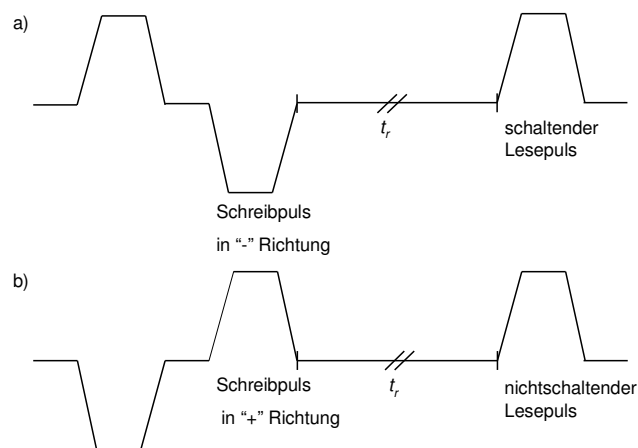 a)
t_r
schaltender
Lesepuls
Schreibpuls
in “-” Richtung
b)
Schreibpuls
in “+” Richtung
t_r
nichtschaltender
Lesepuls